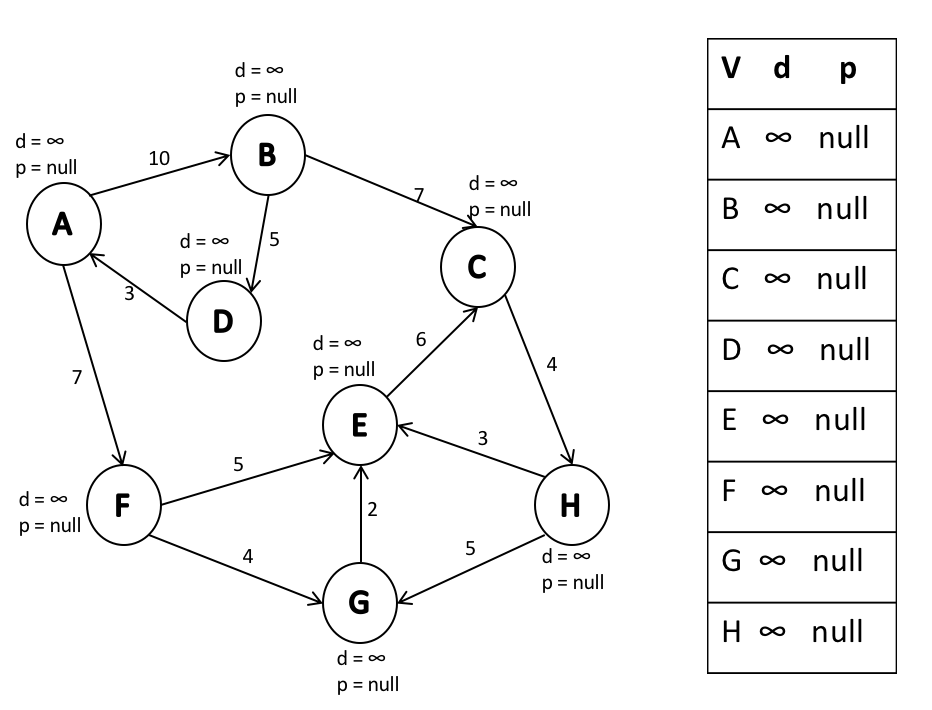 d = ∞
p = null
B
d = ∞
p = null
A
10
7
d = ∞
p = null
C
5
d = ∞
p = null
D
3
7
6
4
d = ∞
p = null
E
5
3
d = ∞
p = null
F
2
H
d = ∞
p = null
4
5
G
d = ∞
p = null
V d p
A ∞ null
B ∞ null
C ∞ null
D ∞ null
E ∞ null
F ∞ null
G ∞ null
H ∞ null